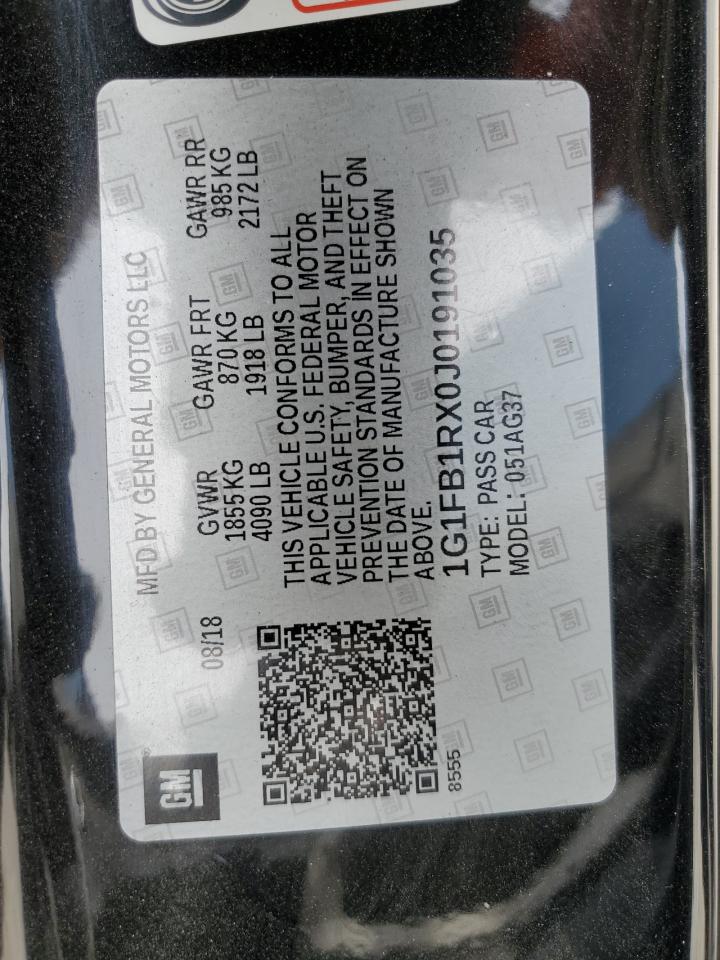 GM
MFD BY GENERAL MOTORS LLC
08/18
GVWR GAWR FRT GAWR RR
1855 KG 870 KG 985 KG
4090 LB 1918 LB 2172 LB
THIS VEHICLE CONFORMS TO ALL
APPLICABLE U.S. FEDERAL MOTOR
VEHICLE SAFETY, BUMPER, AND THEFT
PREVENTION STANDARDS IN EFFECT ON
THE DATE OF MANUFACTURE SHOWN
ABOVE.
1G1FB1RX0J0191035
TYPE: PASS CAR
MODEL: 051AG37
8555